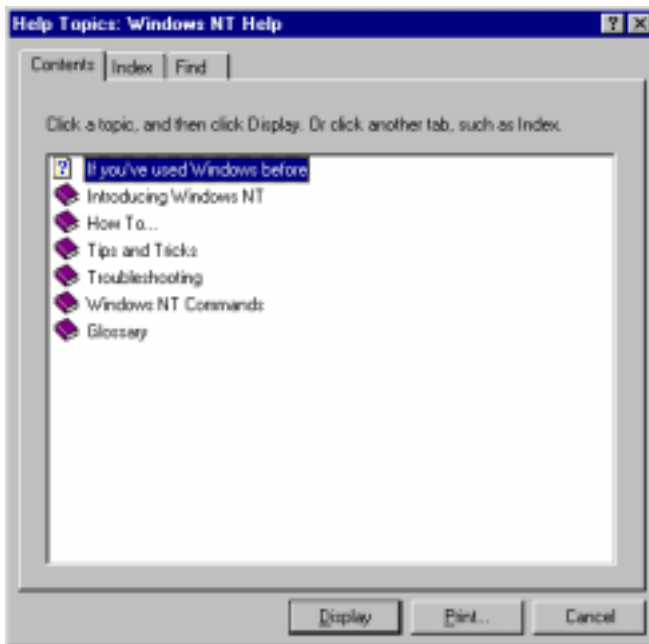 Help Topics: Windows NT Help
Contents Index Find
Click a topic, and then click Display. Or click another tab, such as Index.
If you've used Windows before
Introducing Windows NT
How To...
Tips and Tricks
Troubleshooting
Windows NT Commands
Glossary
Display Print... Cancel